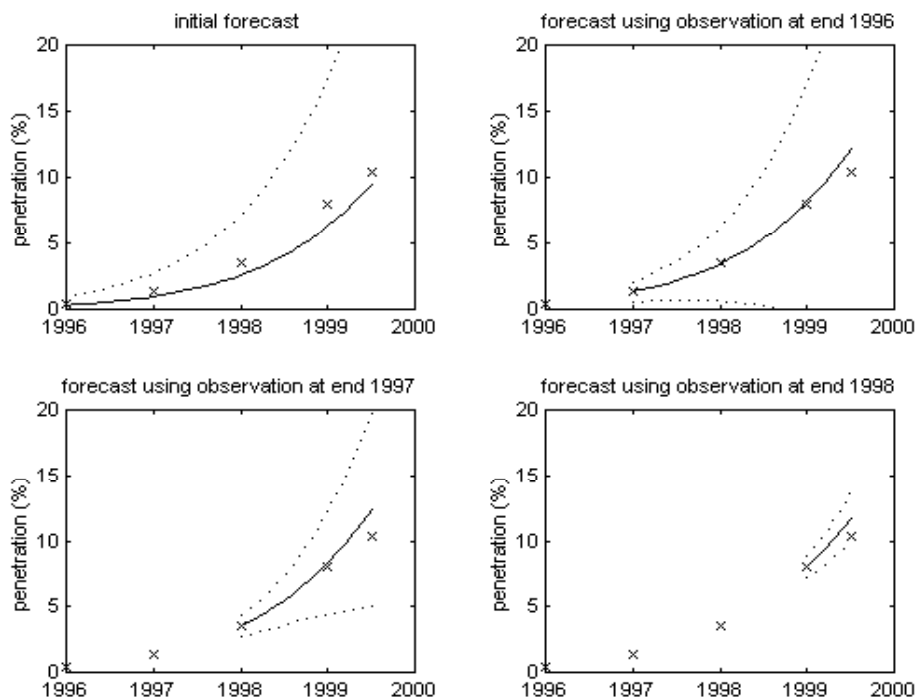 initial forecast
penetration (%)
20
15
10
5
0
1996 1997 1998 1999 2000
forecast using observation at end 1996
penetration (%)
20
15
10
5
0
1996 1997 1998 1999 2000
forecast using observation at end 1997
penetration (%)
20
15
10
5
0
1996 1997 1998 1999 2000
forecast using observation at end 1998
penetration (%)
20
15
10
5
0
1996 1997 1998 1999 2000